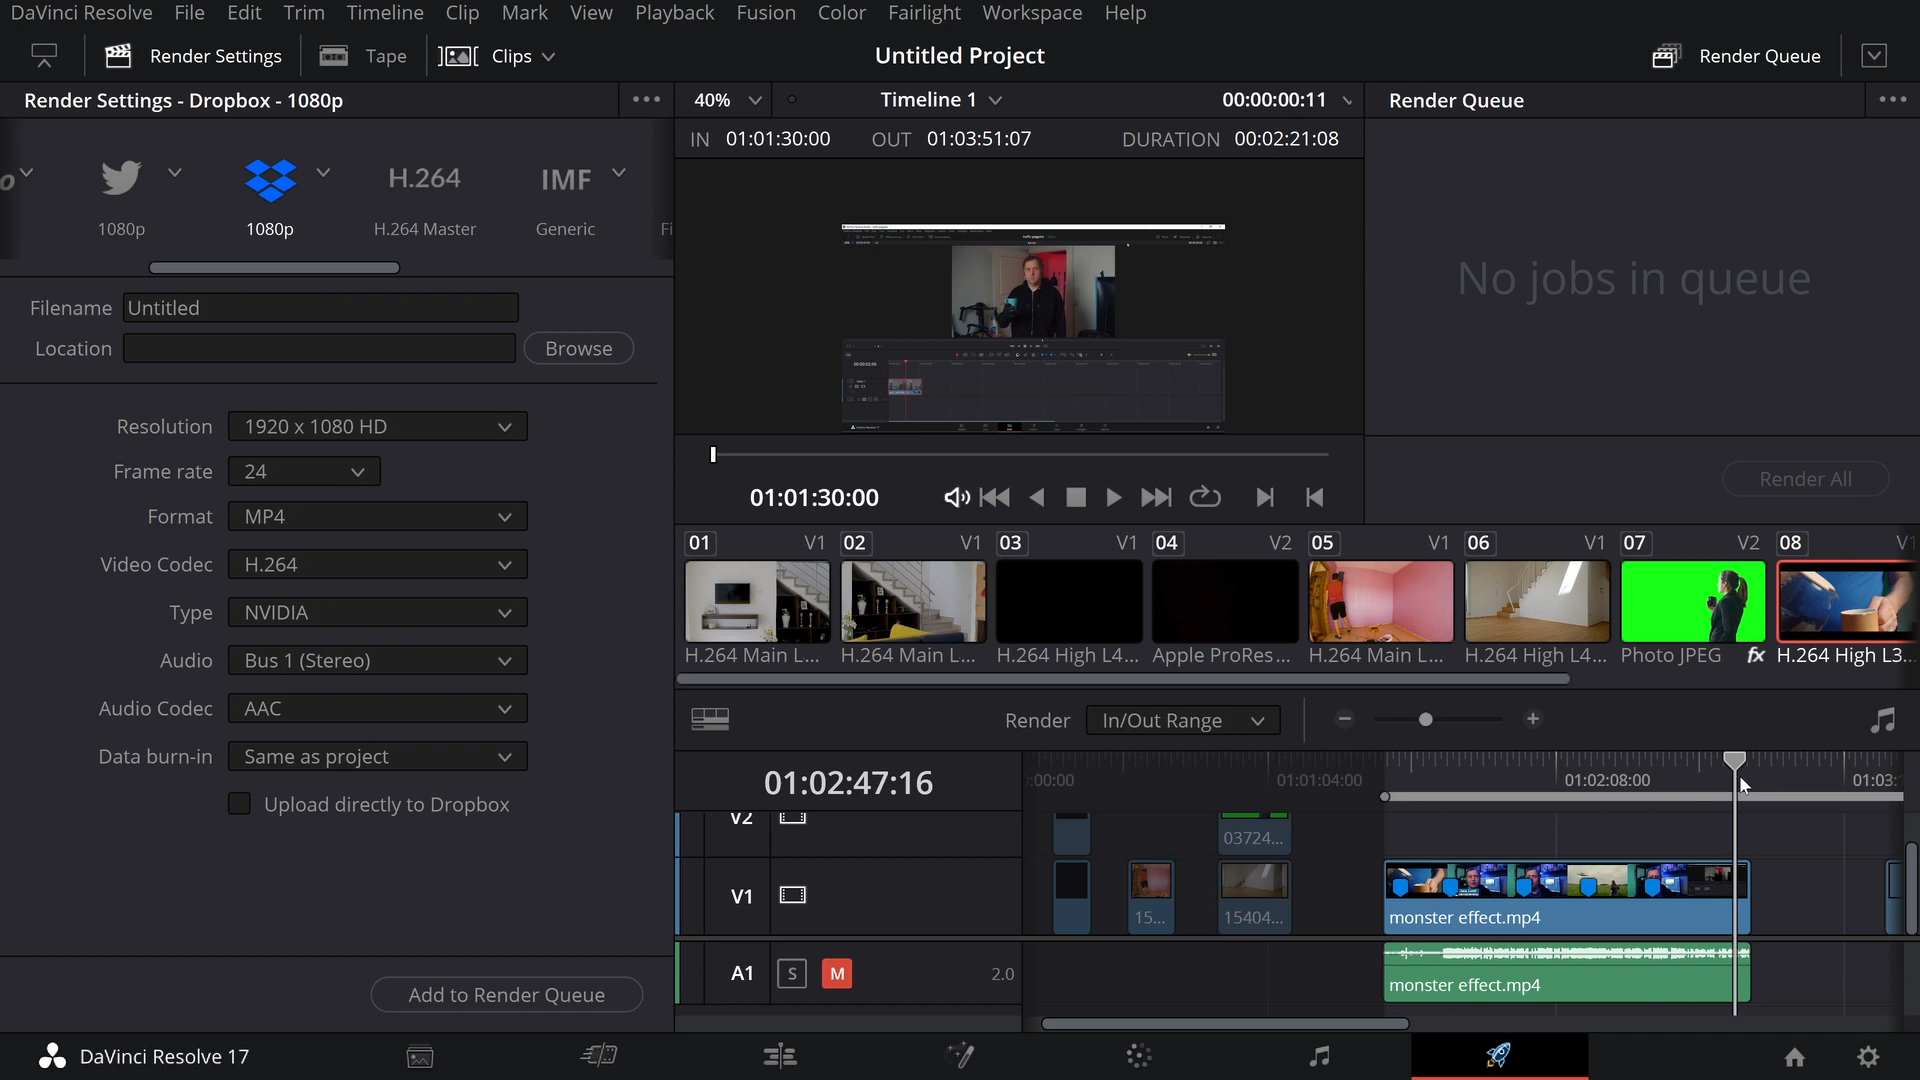 DaVinci Resolve File Edit Trim Timeline Clip Mark View Playback Fusion Color Fairlight Workspace Help
Render Settings Tape Clips Untitled Project Render Queue
Render Settings - Dropbox - 1080p ••• 40% Timeline 1 00:00:00:11 Render Queue •••
IN 01:01:30:00 OUT 01:03:51:07 DURATION 00:02:21:08
o H.264 IMF
1080p 1080p H.264 Master Generic Fi
No jobs in queue
Filename Untitled
Location Browse
Resolution 1920 x 1080 HD
Frame rate 24
Format MP4
Video Codec H.264
Type NVIDIA
Audio Bus 1 (Stereo)
Audio Codec AAC
Data burn-in Same as project
Upload directly to Dropbox
Add to Render Queue
01:01:30:00
Render All
01 V1 02 V1 03 V1 04 V2 05 V1 06 V1 07 V2 08 V1
H.264 Main L... H.264 Main L... H.264 High L4... Apple ProRes... H.264 Main L... H.264 High L4... Photo JPEG fx H.264 High L3...
Render In/Out Range
01:02:47:16 :00:00 01:01:04:00 01:02:08:00 01:03:
V2 03724...
V1 15... 15404... monster effect.mp4
A1 S M 2.0 monster effect.mp4
DaVinci Resolve 17